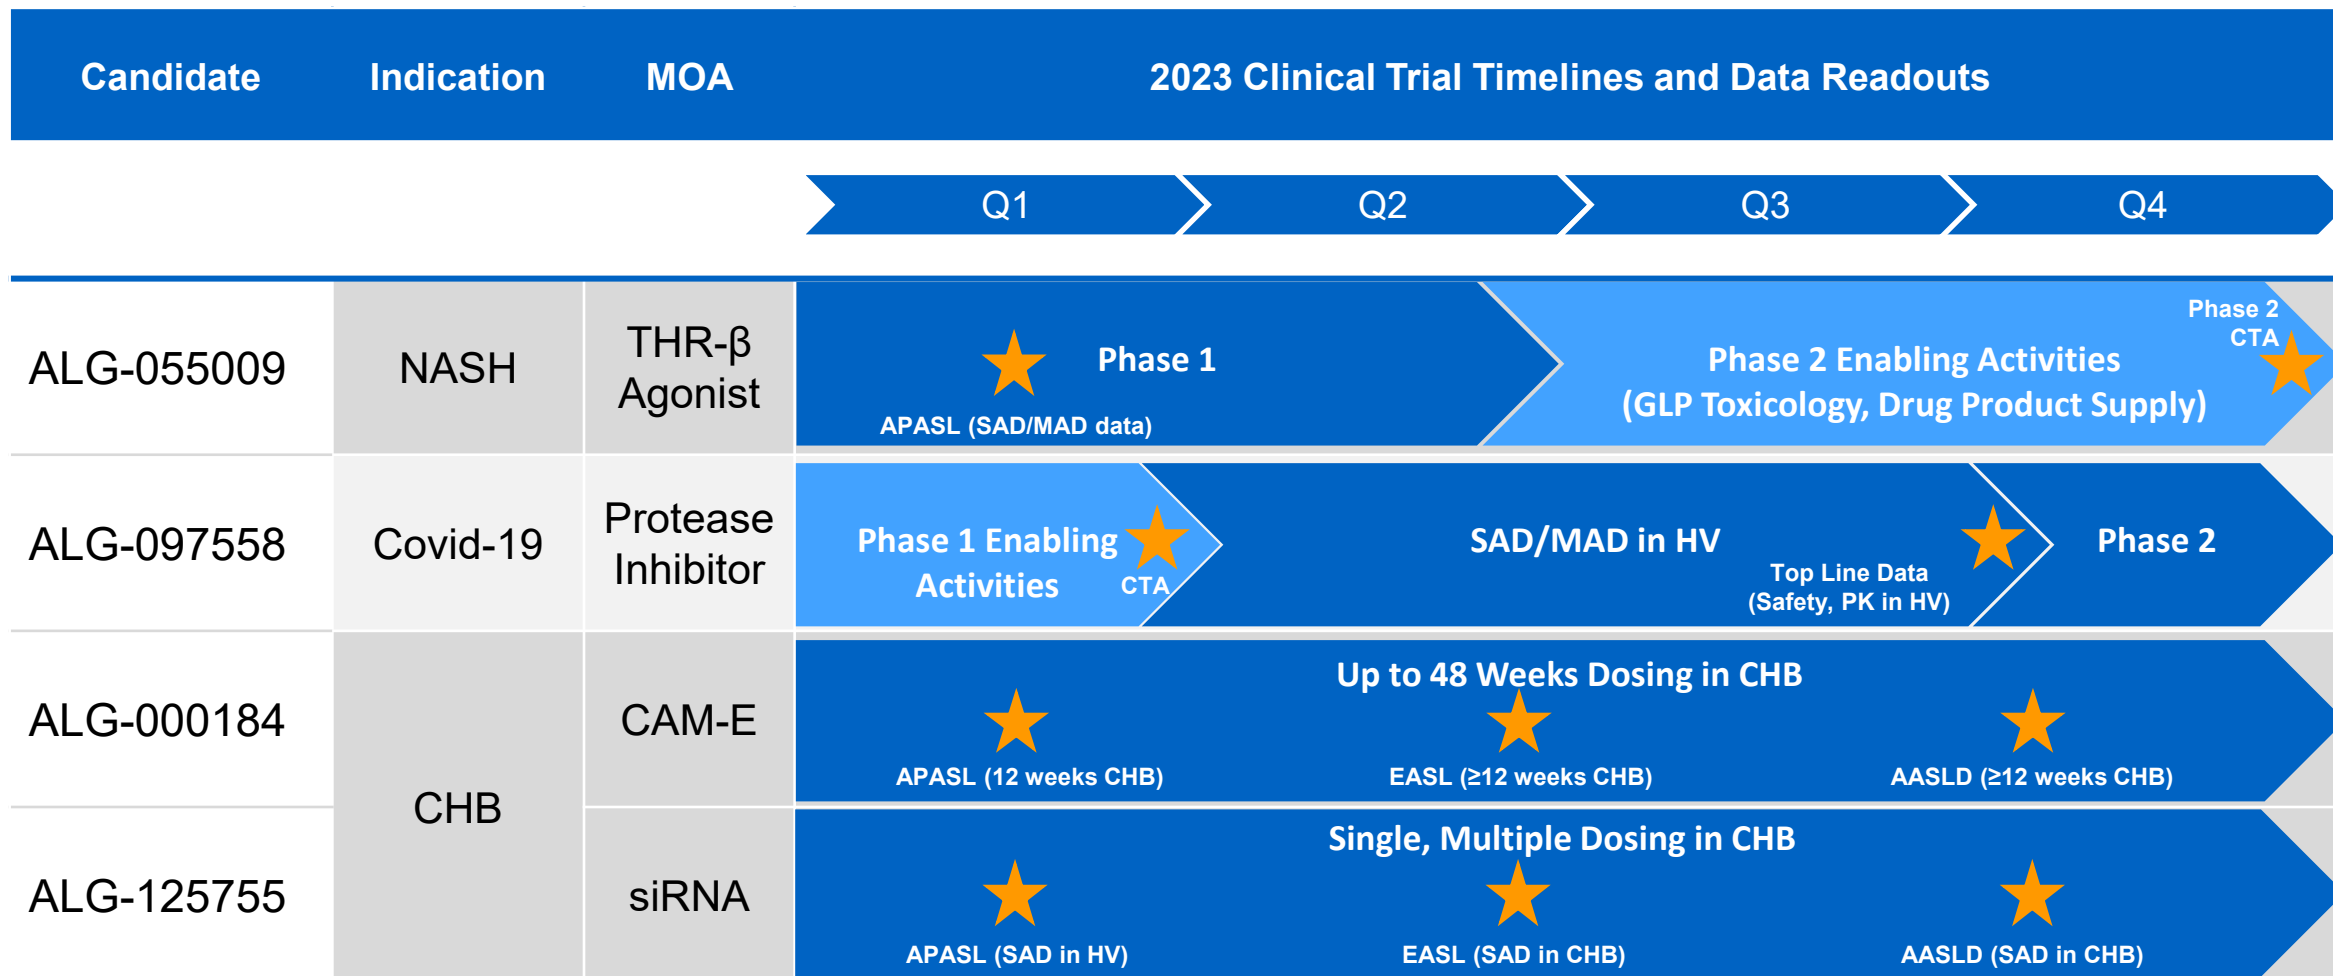 Candidate
Indication
MOA
2023 Clinical Trial Timelines and Data Readouts
Q1
Q2
Q3
Q4
ALG-055009
NASH
THR-β
Agonist
Phase 1
APASL (SAD/MAD data)
Phase 2 Enabling Activities
(GLP Toxicology, Drug Product Supply)
Phase 2
CTA
ALG-097558
Covid-19
Protease
Inhibitor
Phase 1 Enabling
Activities
CTA
SAD/MAD in HV
Top Line Data
(Safety, PK in HV)
Phase 2
ALG-000184
CHB
CAM-E
Up to 48 Weeks Dosing in CHB
APASL (12 weeks CHB)
EASL (≥12 weeks CHB)
AASLD (≥12 weeks CHB)
ALG-125755
siRNA
Single, Multiple Dosing in CHB
APASL (SAD in HV)
EASL (SAD in CHB)
AASLD (SAD in CHB)